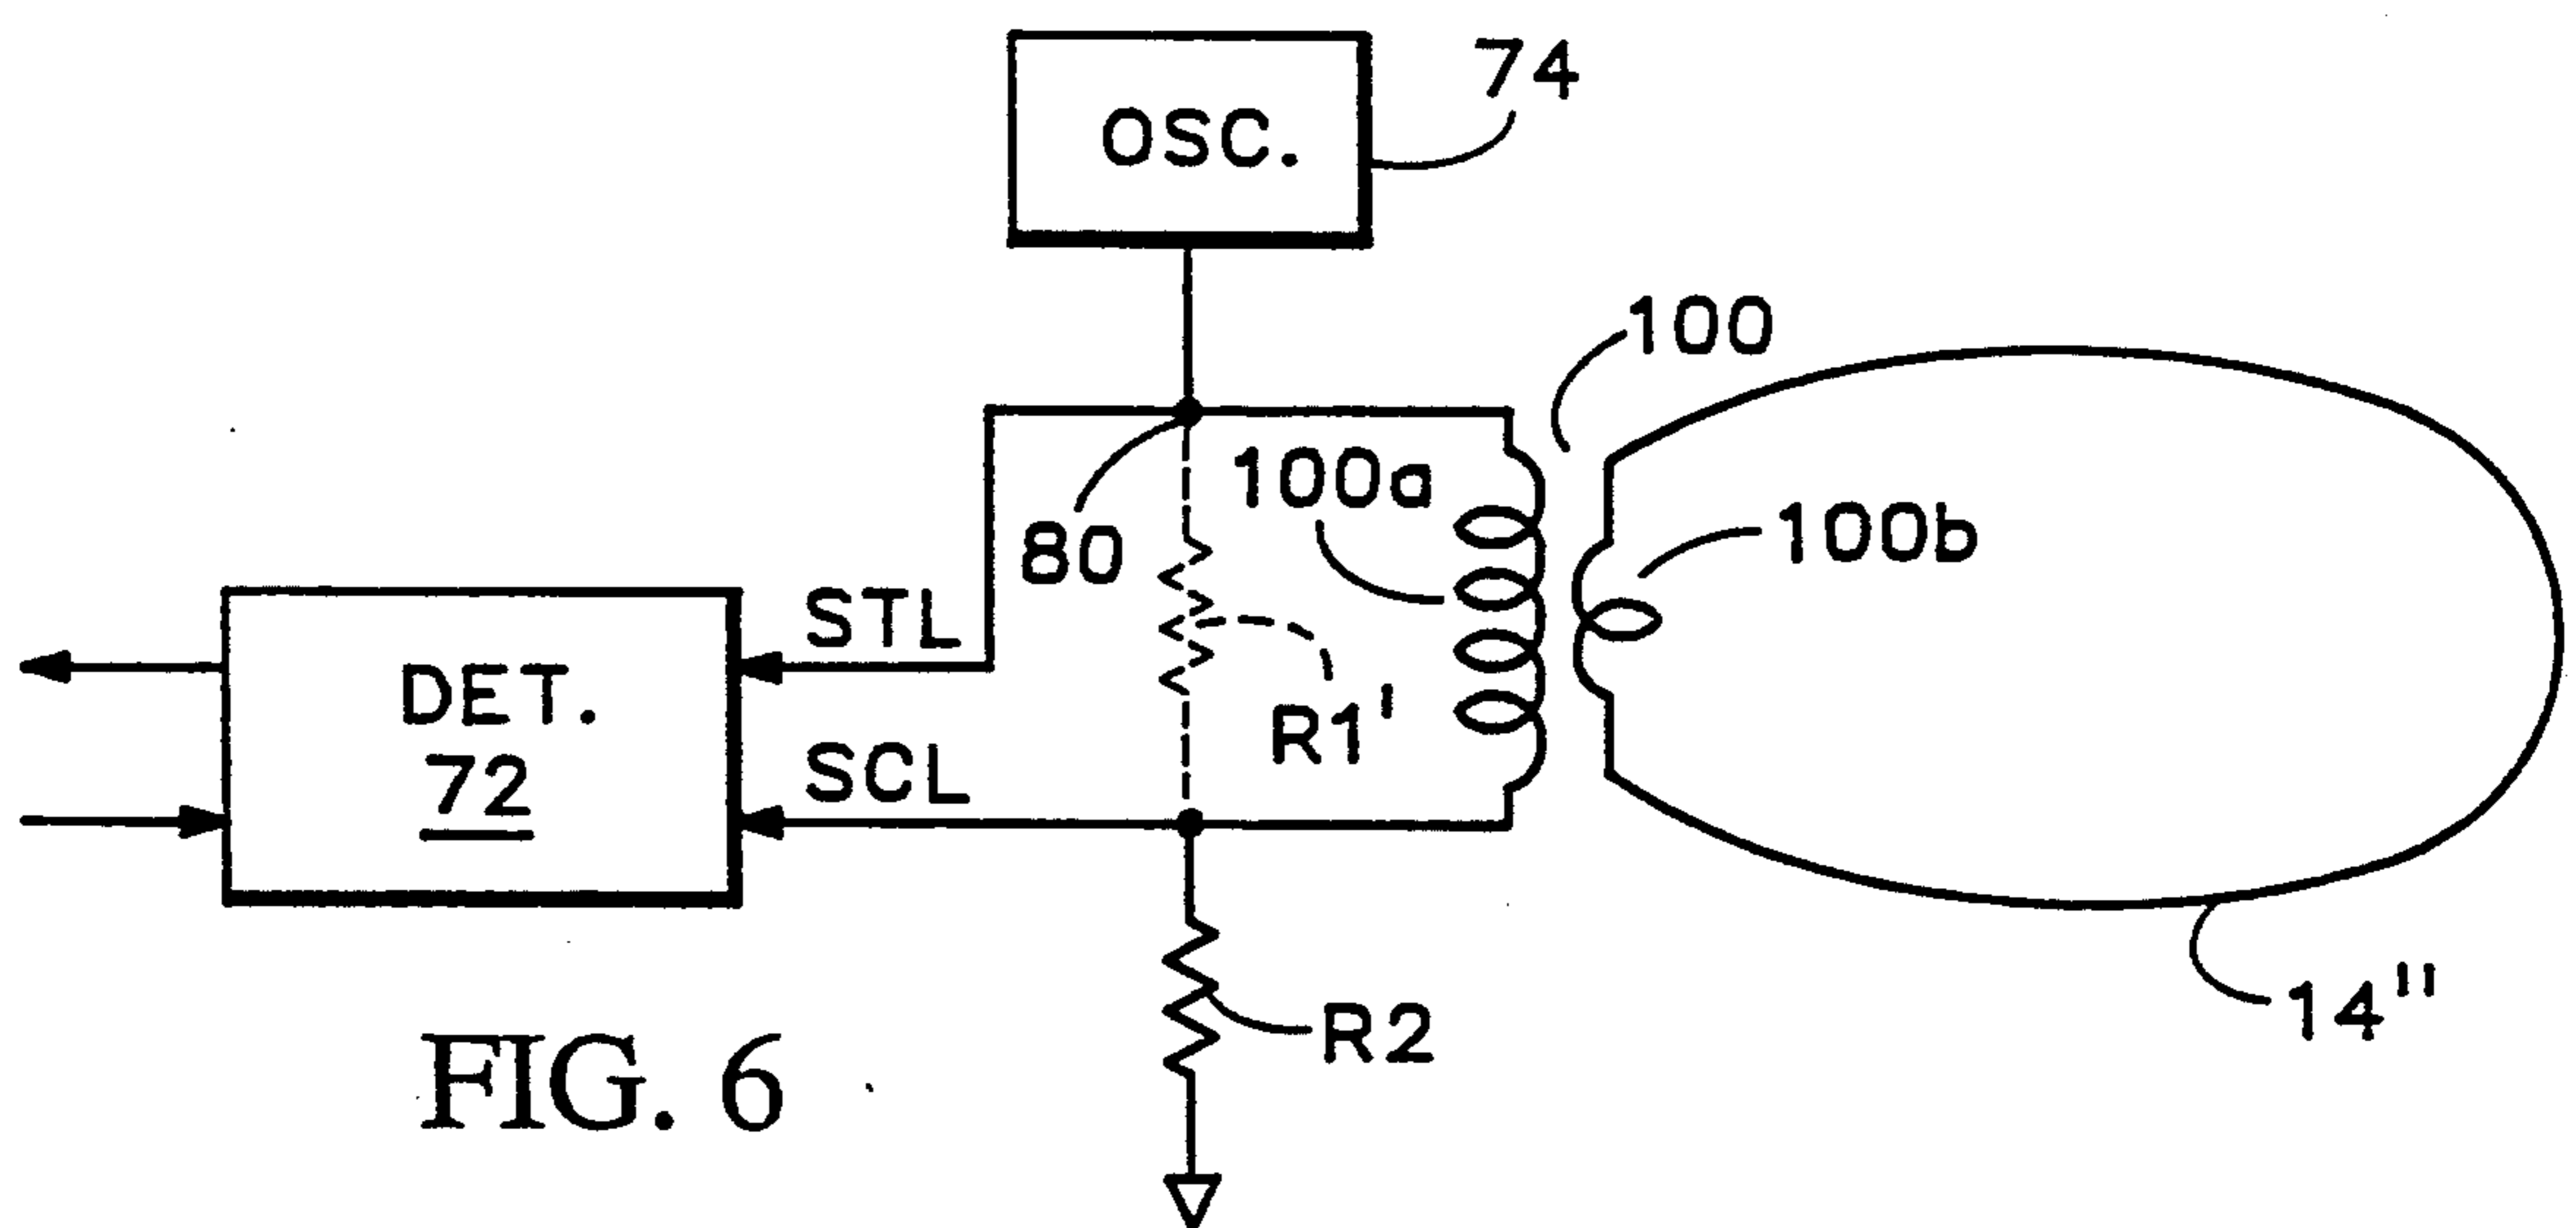 OSC.
74
100
100a
80
100b
STL
DET.
72
R1'
SCL
14"
R2
FIG. 6